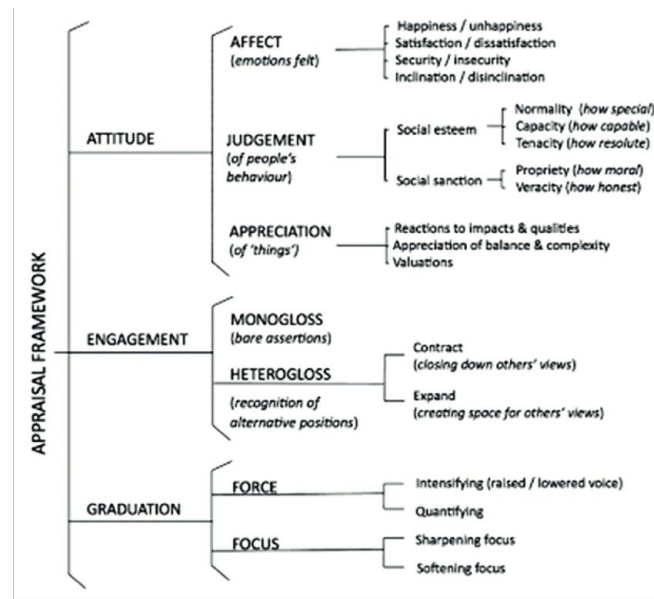 APPRAISAL FRAMEWORK
ATTITUDE
AFFECT
(emotions felt)
Happiness / unhappiness
Satisfaction / dissatisfaction
Security / insecurity
Inclination / disinclination
JUDGEMENT
(of people's
behaviour)
Social esteem
Normality (how special)
Capacity (how capable)
Tenacity (how resolute)
Social sanction
Propriety (how moral)
Veracity (how honest)
APPRECIATION
(of 'things')
Reactions to impacts & qualities
Appreciation of balance & complexity
Valuations
ENGAGEMENT
MONOGLOSS
(bare assertions)
HETEROGLOSS
(recognition of
alternative positions)
Contract
(closing down others' views)
Expand
(creating space for others' views)
GRADUATION
FORCE
Intensifying (raised / lowered voice)
Quantifying
FOCUS
Sharpening focus
Softening focus